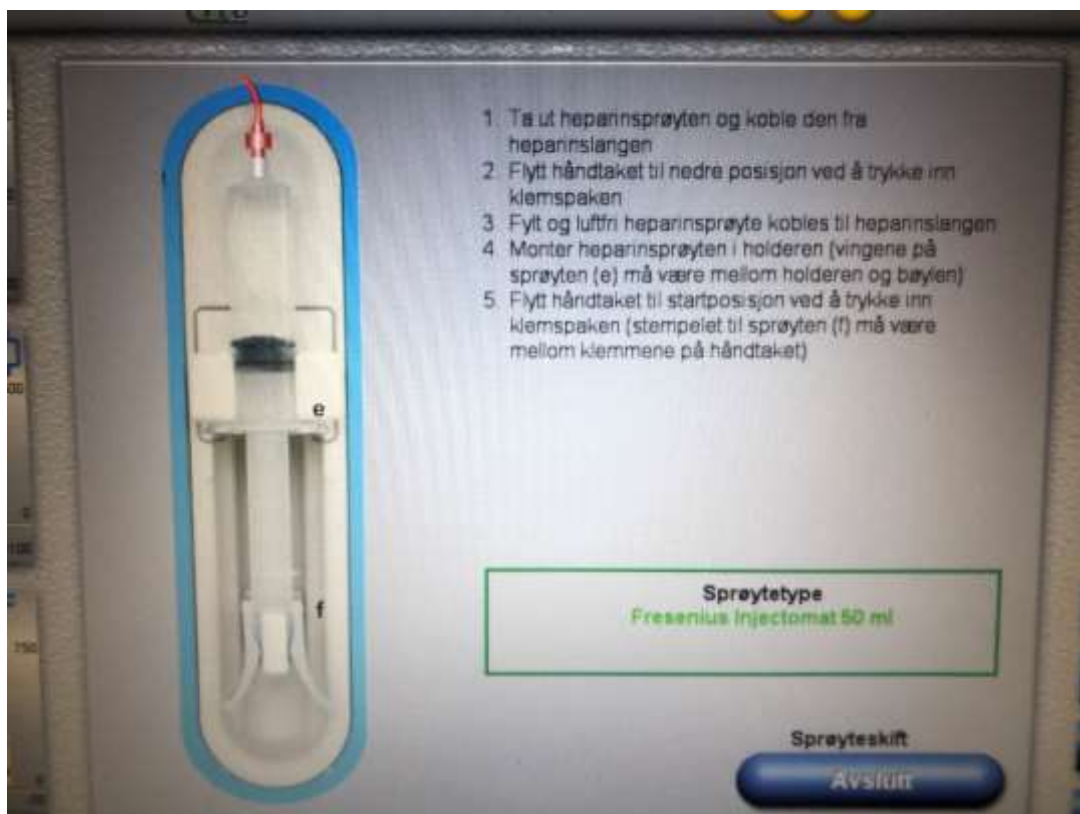 1 Ta ut heparinsprøyten og koble den fra
heparinslangen
2 Flytt håndtaket til nedre posisjon ved å trykke inn
klemspaken
3 Fylt og luftfri heparinsprøyte kobles til heparinslangen
4 Monter heparinsprøyten i holderen (vingene på
sprøyten (e) må være mellom holderen og bøylen)
5 Flytt håndtaket til startposisjon ved å trykke inn
klemspaken (stempelet til sprøyten (f) må være
mellom klemmene på håndtaket)
e
f
Sprøytetype
Fresenius Injectomat 50 ml
Sprøyteskift
Avslutt
750
100
0